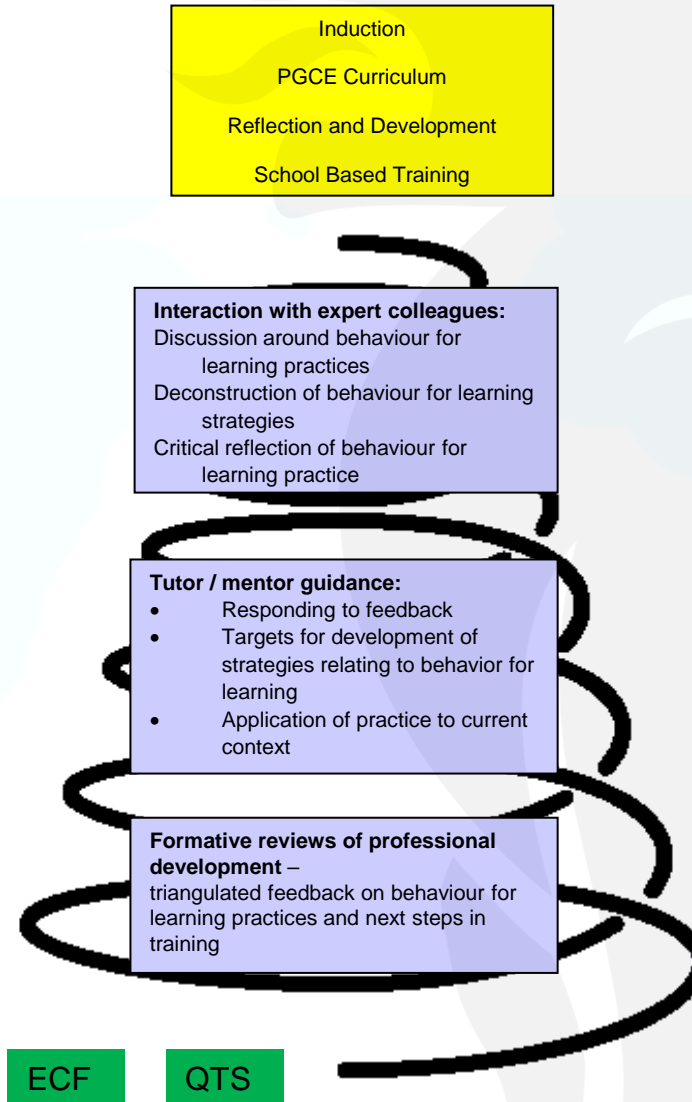 Induction
PGCE Curriculum
Reflection and Development
School Based Training
Interaction with expert colleagues:
Discussion around behaviour for
learning practices
Deconstruction of behaviour for learning
strategies
Critical reflection of behaviour for
learning practice
Tutor / mentor guidance:
• Responding to feedback
• Targets for development of
strategies relating to behavior for
learning
• Application of practice to current
context
Formative reviews of professional
development –
triangulated feedback on behaviour for
learning practices and next steps in
training
ECF QTS